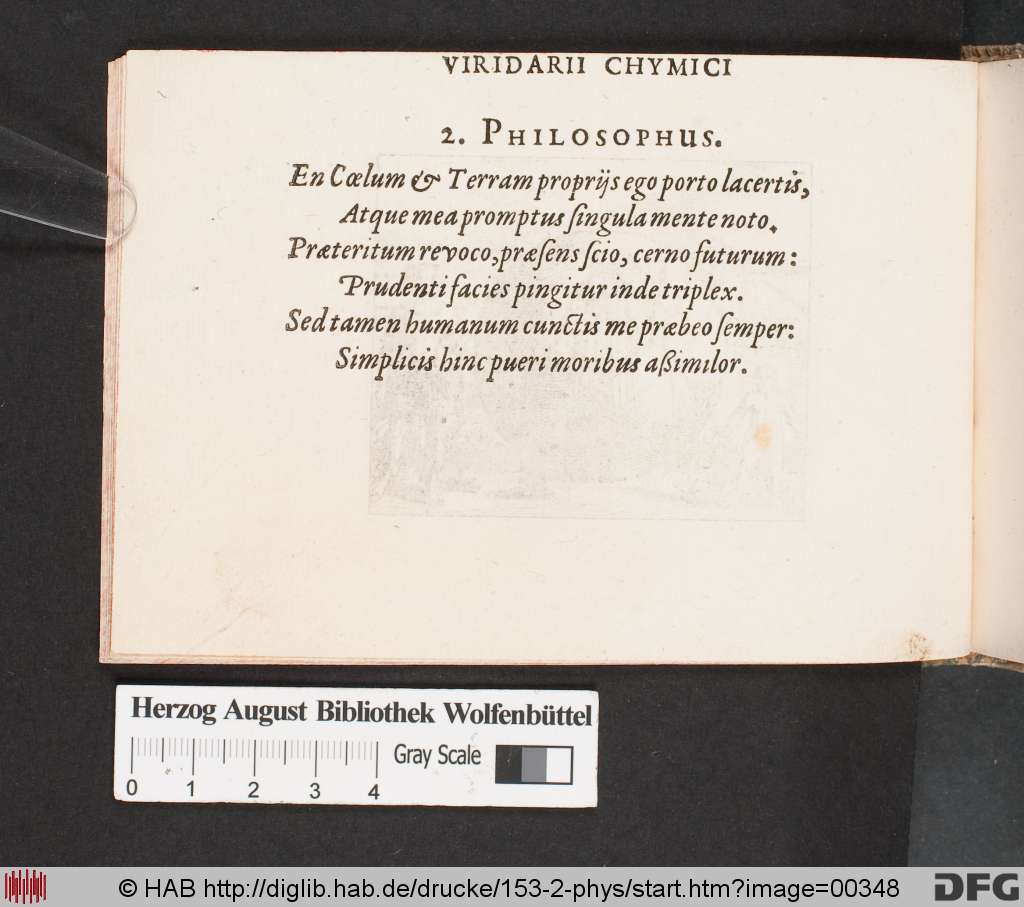 VIRIDARII CHYMICI
2. PHILOSOPHUS.
En Cœlum & Terram proprijs ego porto lacertis,
Atque mea promptus ſingula mente noto.
Præteritum revoco, præſens ſcio, cerno futurum:
Prudenti facies pingitur inde triplex.
Sed tamen humanum cunctis me præbeo ſemper:
Simplicis hinc pueri moribus aßimilor.
Herzog August Bibliothek Wolfenbüttel
Gray Scale
0 1 2 3 4
© HAB http://diglib.hab.de/drucke/153-2-phys/start.htm?image=00348
DFG